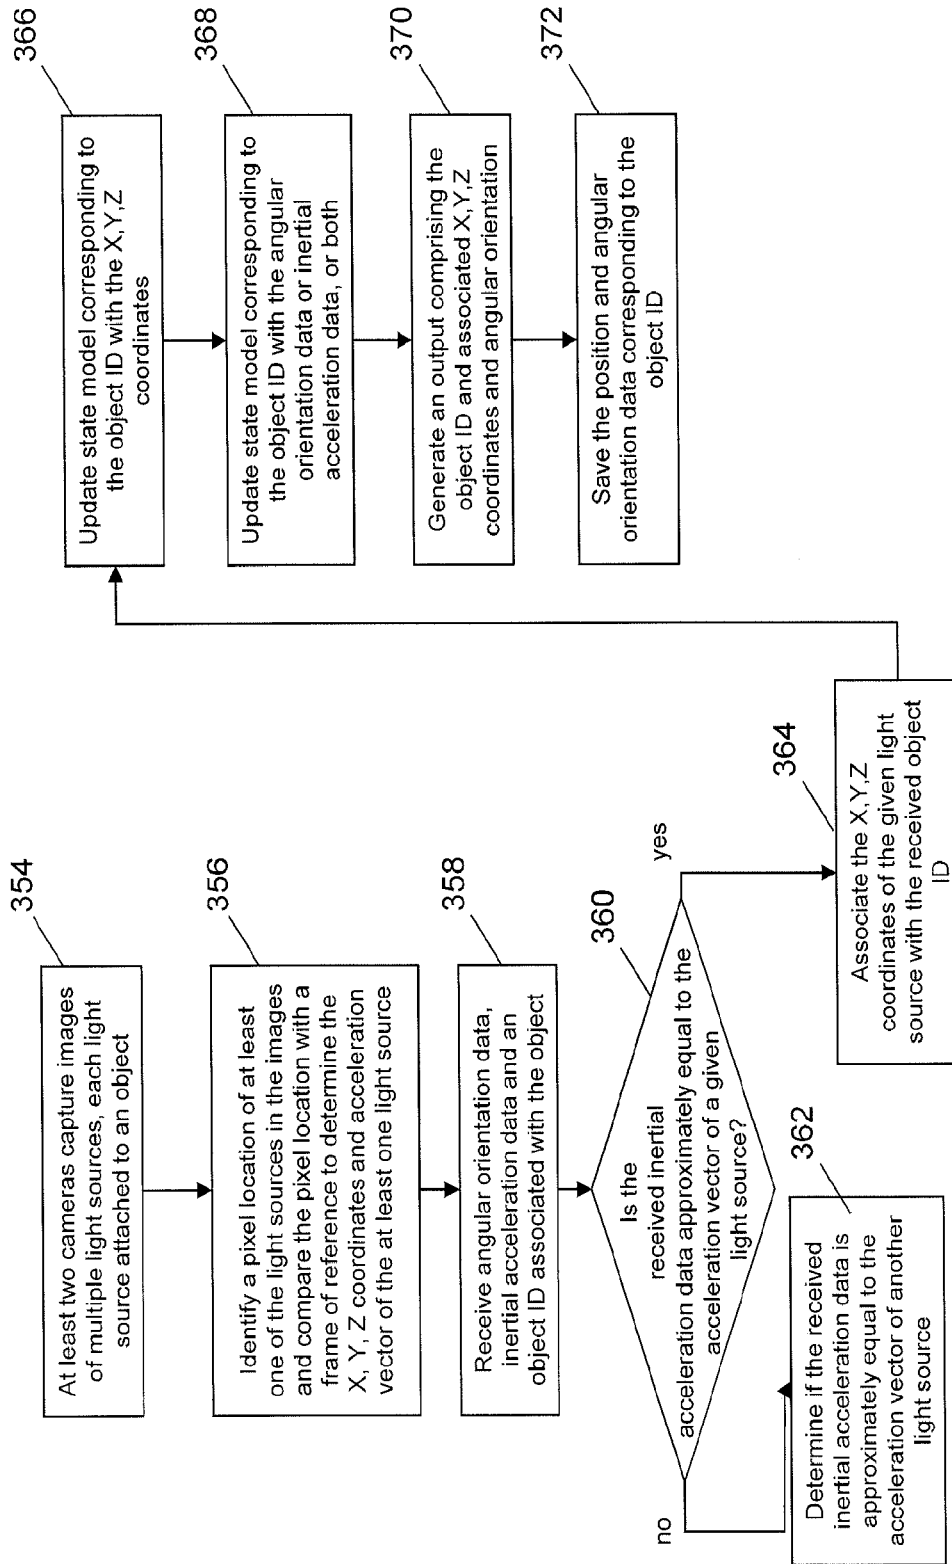 354
At least two cameras capture images
of multiple light sources, each light
source attached to an object
356
Identify a pixel location of at least
one of the light sources in the images
and compare the pixel location with a
frame of reference to determine the
X, Y, Z coordinates and acceleration
vector of the at least one light source
358
Receive angular orientation data,
inertial acceleration data and an
object ID associated with the object
360
Is the
received inertial
acceleration data approximately equal to the
acceleration vector of a given
light source?
no
yes
362
Determine if the received
inertial acceleration data is
approximately equal to the
acceleration vector of another
light source
364
Associate the X,Y,Z
coordinates of the given light
source with the received object
ID
366
Update state model corresponding to
the object ID with the X,Y,Z
coordinates
368
Update state model corresponding to
the object ID with the angular
orientation data or inertial
acceleration data, or both
370
Generate an output comprising the
object ID and associated X,Y,Z
coordinates and angular orientation
372
Save the position and angular
orientation data corresponding to the
object ID